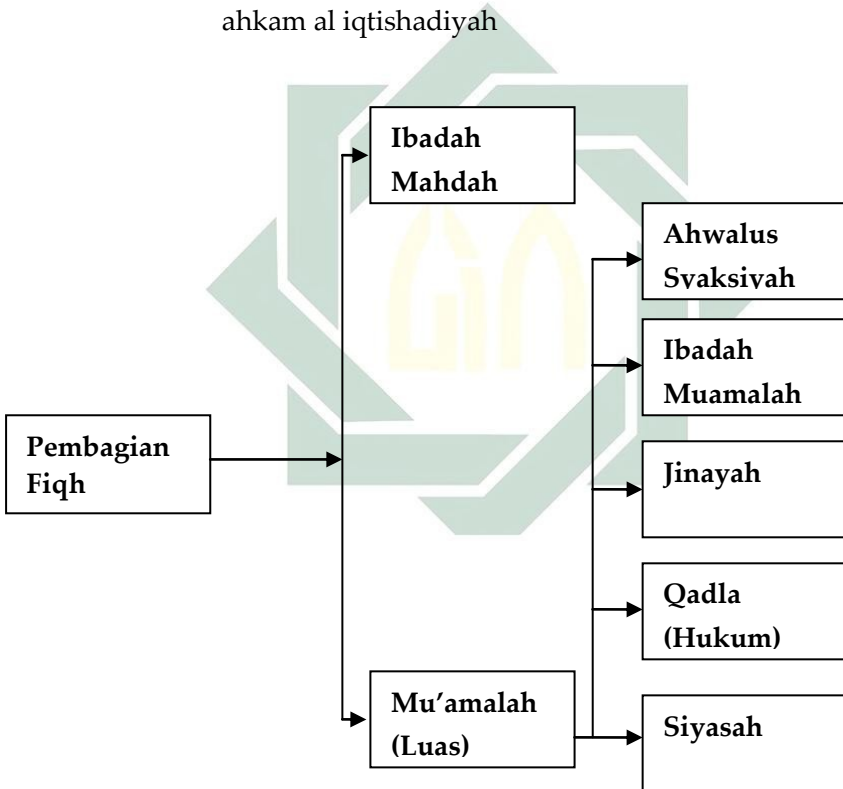 ahkam al iqtishadiyah
Ibadah
Mahdah
Ahwalus
Syaksiyah
Ibadah
Muamalah
Pembagian
Fiqh
Jinayah
Qadla
(Hukum)
Mu’amalah
(Luas)
Siyasah